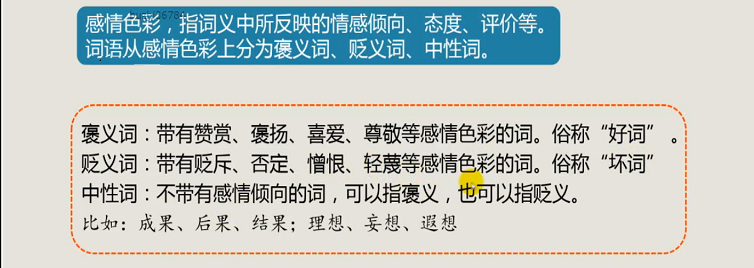 感情色彩，指词义中所反映的情感倾向、态度、评价等。
词语从感情色彩上分为褒义词、贬义词、中性词。
褒义词：带有赞赏、褒扬、喜爱、尊敬等感情色彩的词。俗称“好词” 。
贬义词：带有贬斥、否定、憎恨、轻蔑等感情色彩的词。俗称“坏词”
中性词：不带有感情倾向的词，可以指褒义，也可以指贬义。
比如：成果、后果、结果；理想、妄想、遐想